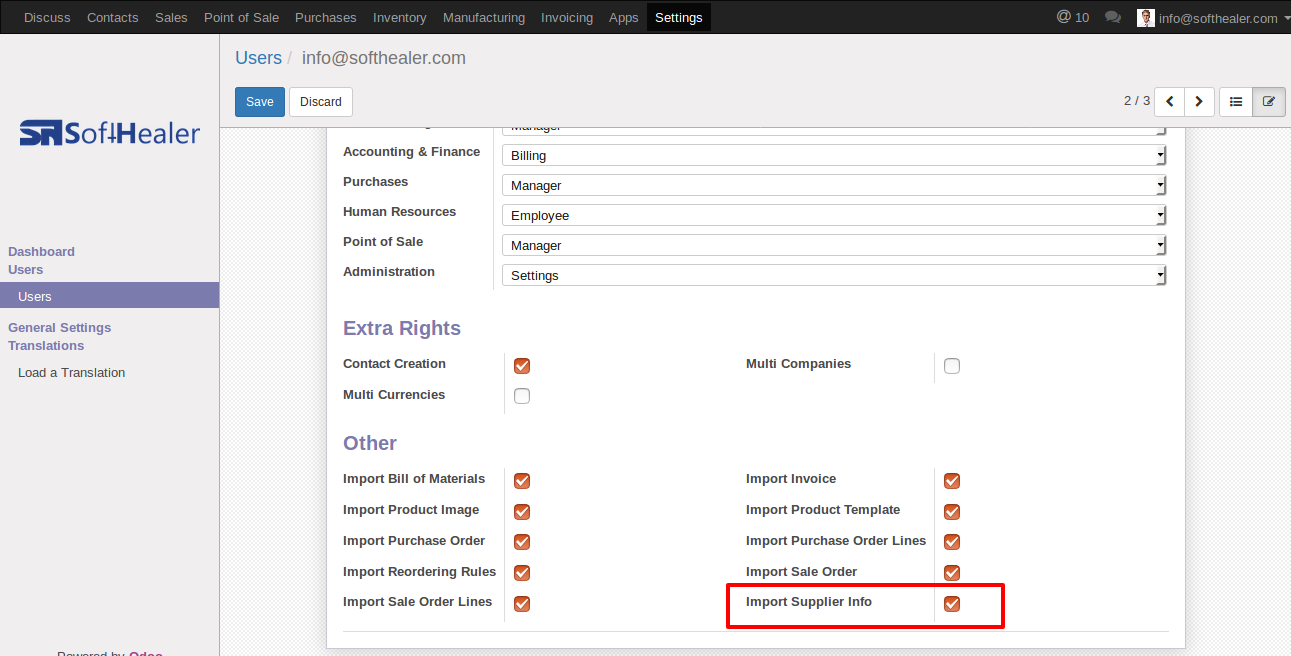 Discuss Contacts Sales Point of Sale Purchases Inventory Manufacturing Invoicing Apps Settings @ 10 info@softhealer.com
Users / info@softhealer.com
Save Discard 2 / 3
SH SoftHealer
Manager
Accounting & Finance Billing
Purchases Manager
Human Resources Employee
Point of Sale Manager
Administration Settings
Dashboard
Users
Users
General Settings
Translations
Load a Translation
Extra Rights
Contact Creation Multi Companies
Multi Currencies
Other
Import Bill of Materials Import Invoice
Import Product Image Import Product Template
Import Purchase Order Import Purchase Order Lines
Import Reordering Rules Import Sale Order
Import Sale Order Lines Import Supplier Info
Powered by Odoo